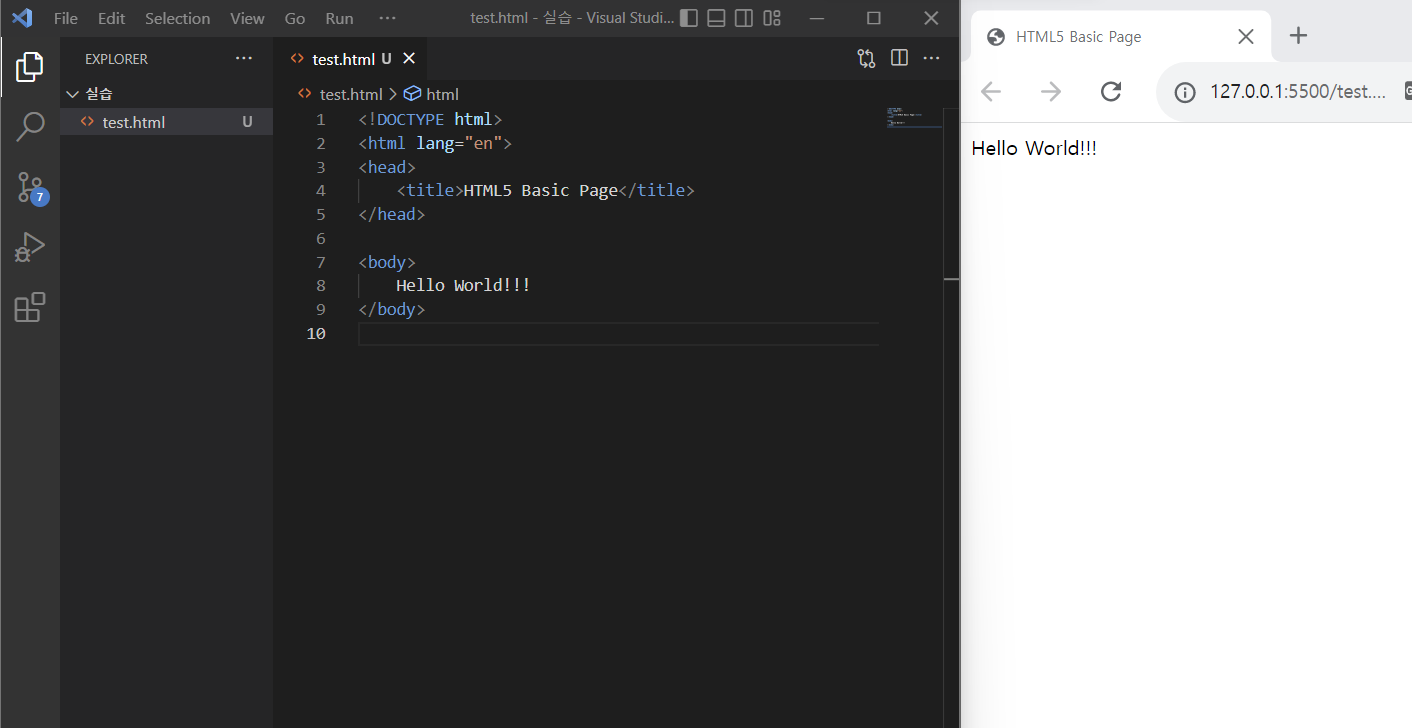 File Edit Selection View Go Run ···
test.html - 실습 - Visual Studi...
EXPLORER ···
실습
test.html U
7
test.html U
test.html > html
1 <!DOCTYPE html>
2 <html lang="en">
3 <head>
4 <title>HTML5 Basic Page</title>
5 </head>
6
7 <body>
8 Hello World!!!
9 </body>
10
HTML5 Basic Page
127.0.0.1:5500/test....
Hello World!!!